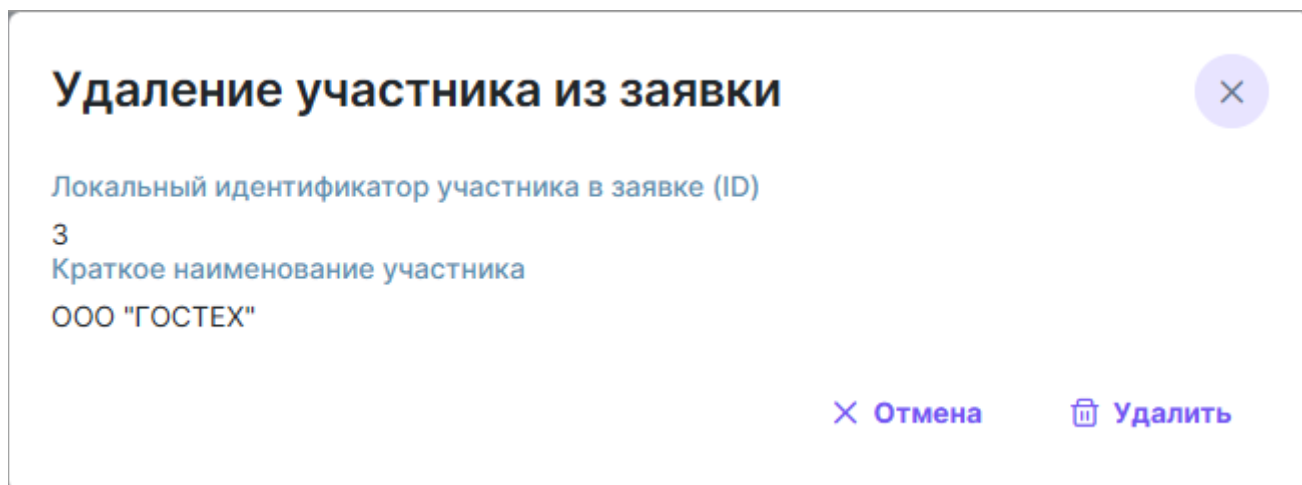 Удаление участника из заявки
Локальный идентификатор участника в заявке (ID)
3
Краткое наименование участника
ООО "ГОСТЕХ"
Отмена
Удалить